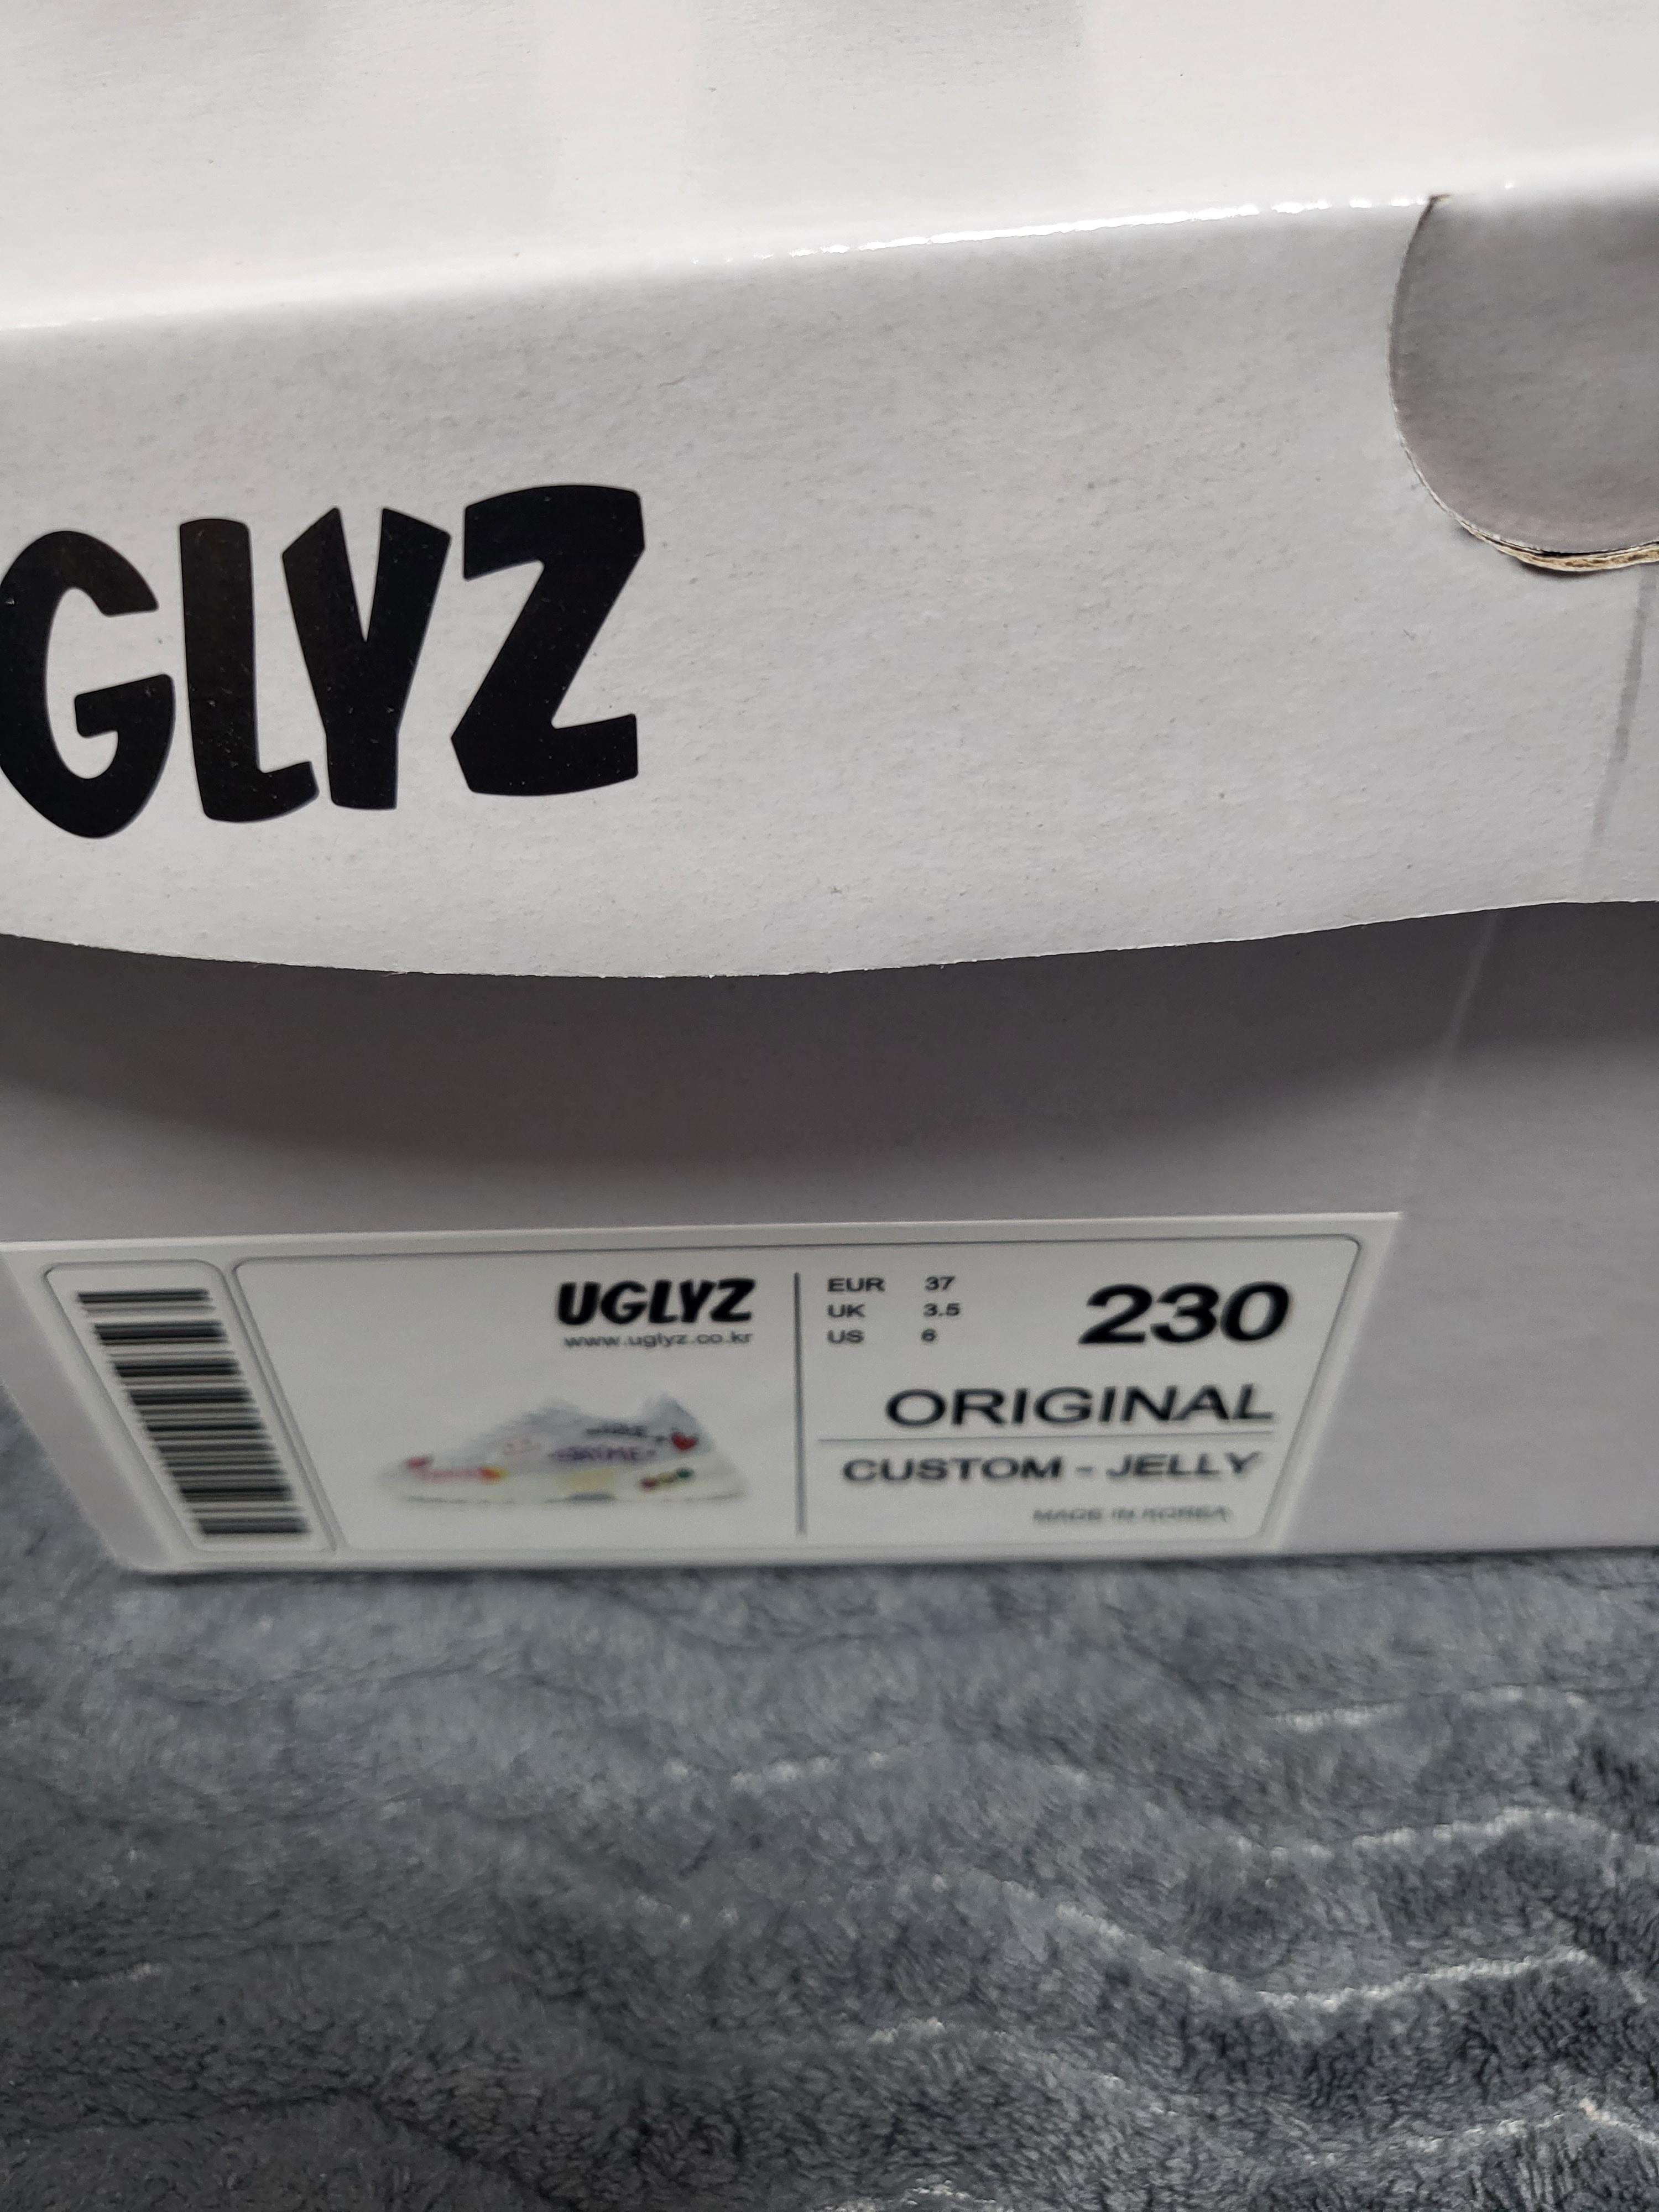 UGLYZ
UGLYZ
www.uglyz.co.kr
EUR 37
UK 3.5
US 6
230
ORIGINAL
CUSTOM - JELLY
MADE IN KOREA